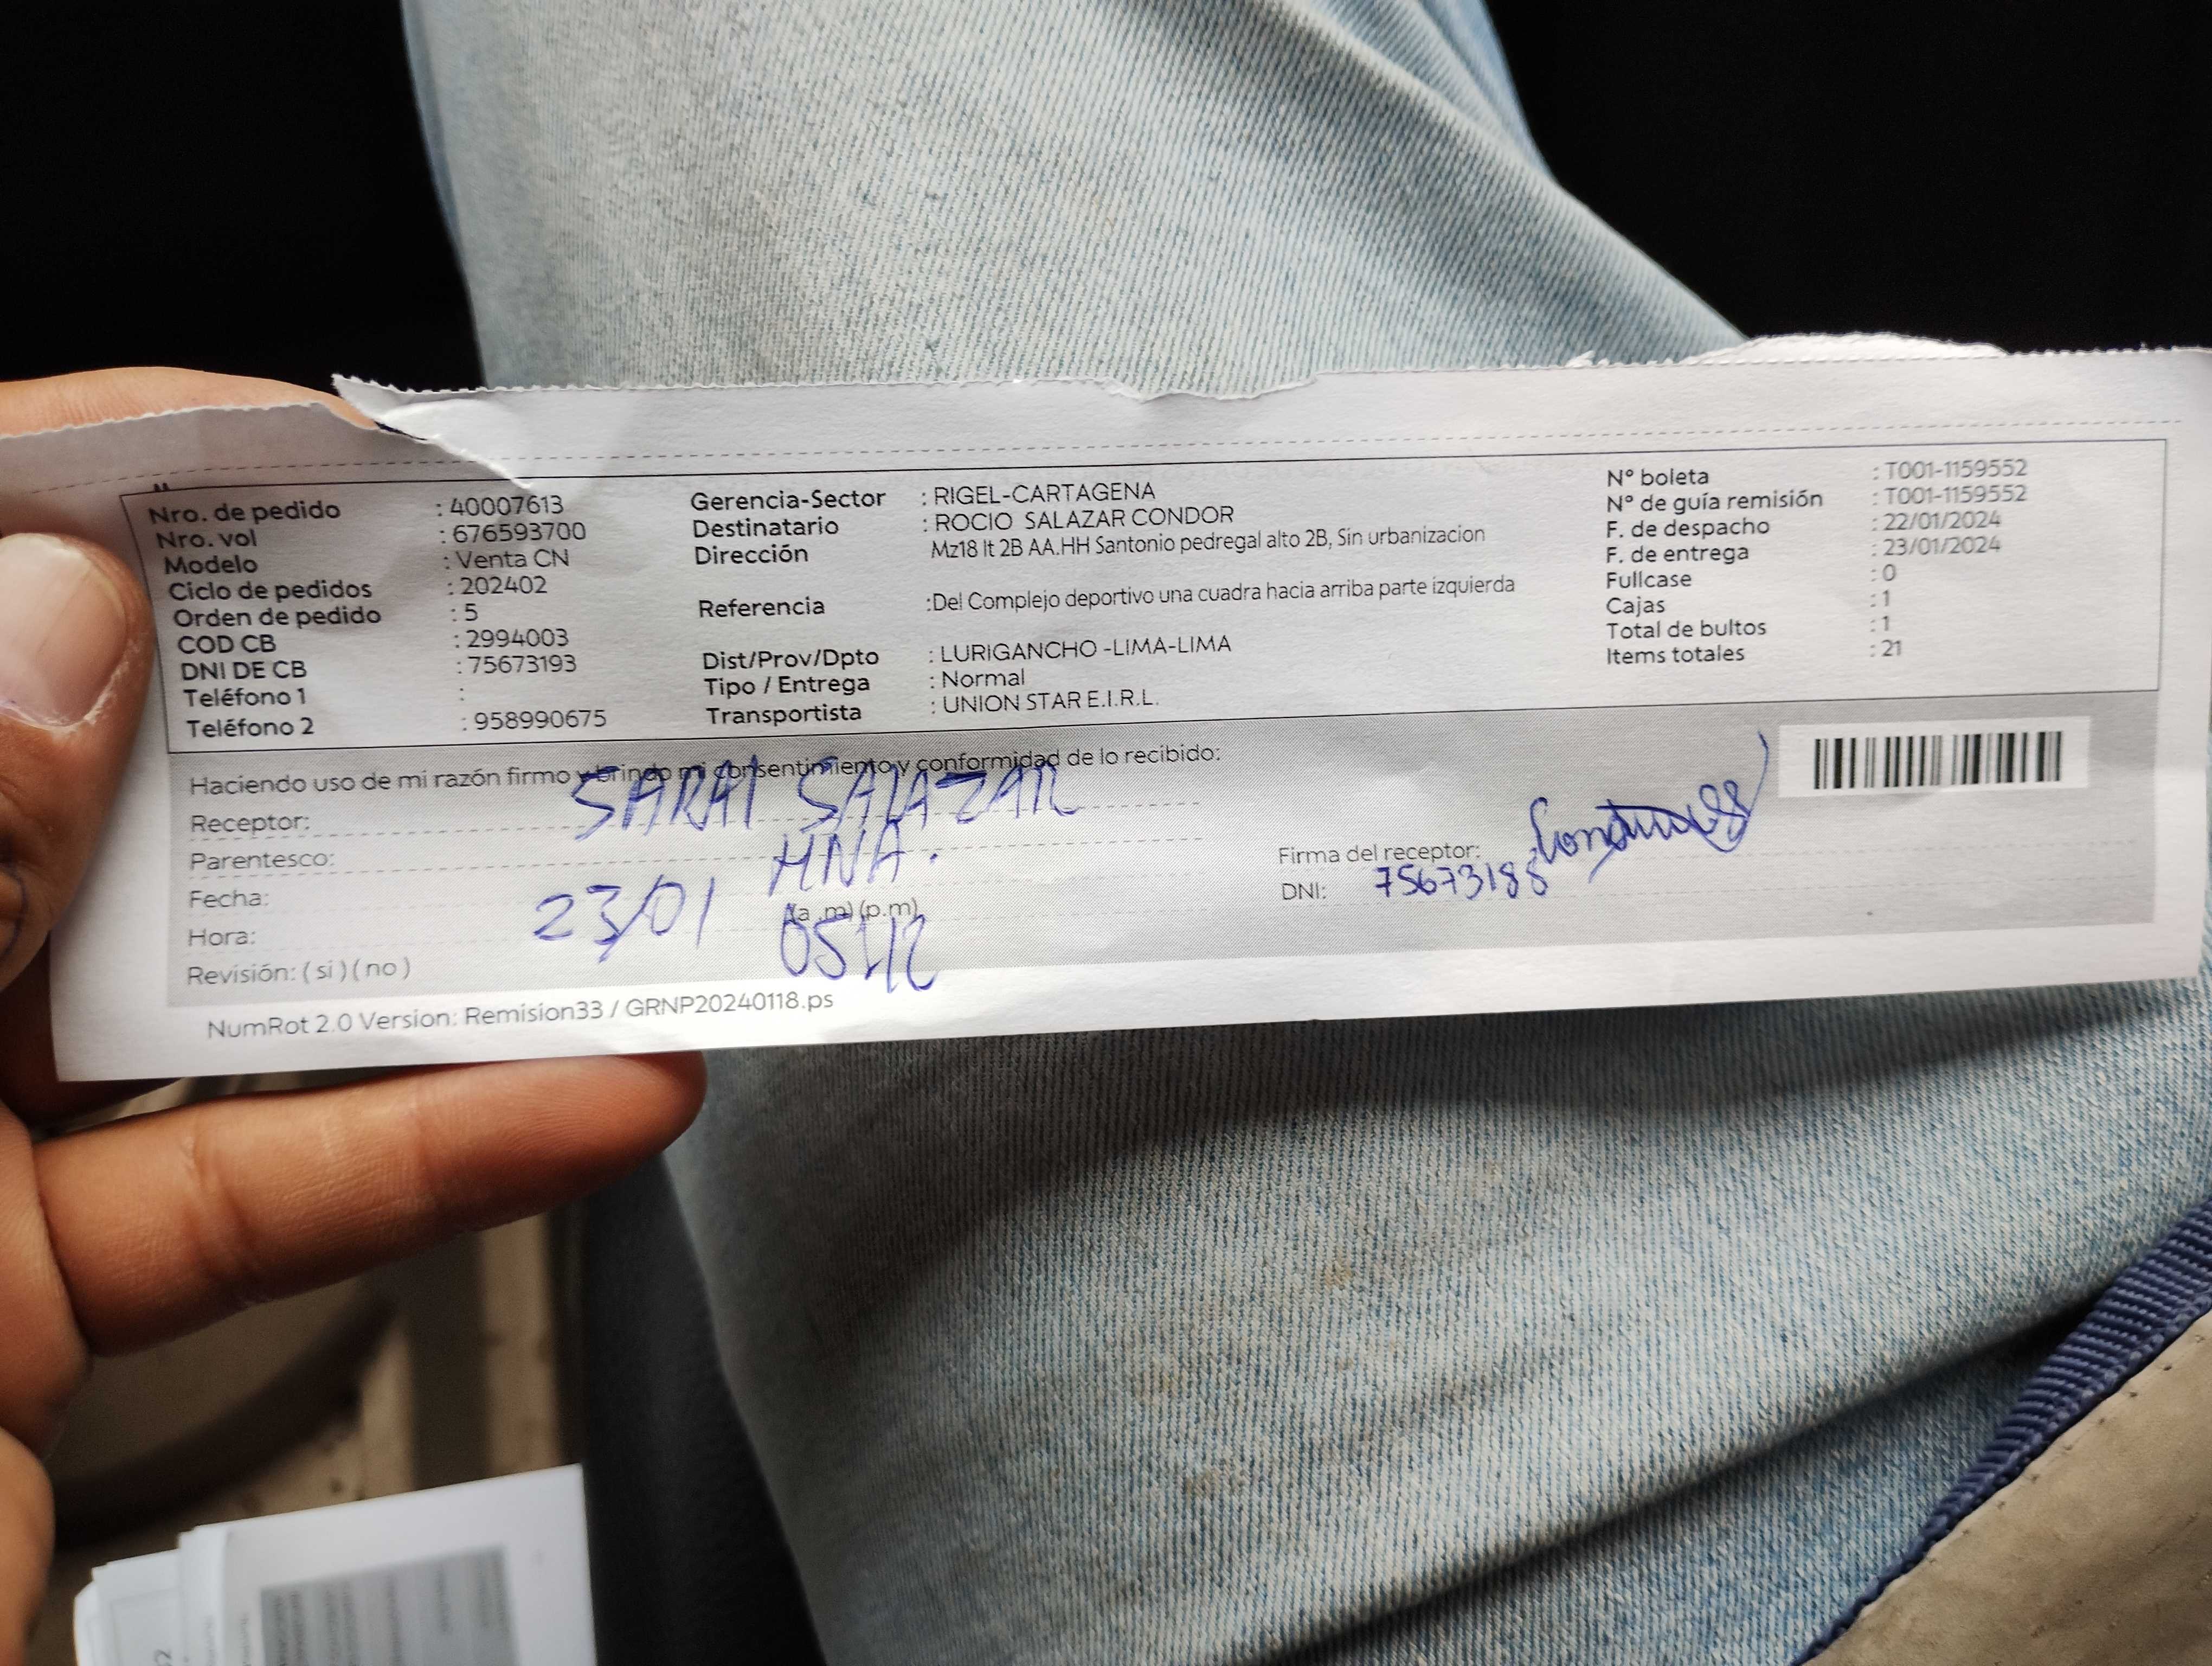 Nro. de pedido : 40007613
Nro. vol : 676593700
Modelo : Venta CN
Ciclo de pedidos : 202402
Orden de pedido : 5
COD CB : 2994003
DNI DE CB : 75673193
Teléfono 1 :
Teléfono 2 : 958990675
Gerencia-Sector : RIGEL-CARTAGENA
Destinatario : ROCIO SALAZAR CONDOR
Dirección Mz18 lt 2B AA.HH Santonio pedregal alto 2B, Sin urbanizacion
Referencia :Del Complejo deportivo una cuadra hacia arriba parte izquierda
Dist/Prov/Dpto : LURIGANCHO -LIMA-LIMA
Tipo / Entrega : Normal
Transportista : UNION STAR E.I.R.L.
N° boleta : T001-1159552
N° de guía remisión : T001-1159552
F. de despacho : 22/01/2024
F. de entrega : 23/01/2024
Fullcase : 0
Cajas : 1
Total de bultos : 1
Items totales : 21
Haciendo uso de mi razón firmo y brindo mi consentimiento y conformidad de lo recibido:
Receptor: SARAI SALAZAR
Parentesco: HNA.
Fecha: 23/01
Hora: (a.m) (p.m)
Revisión: ( si ) ( no )
Firma del receptor:
DNI: 75673185
NumRot 2.0 Version: Remision33 / GRNP20240118.ps